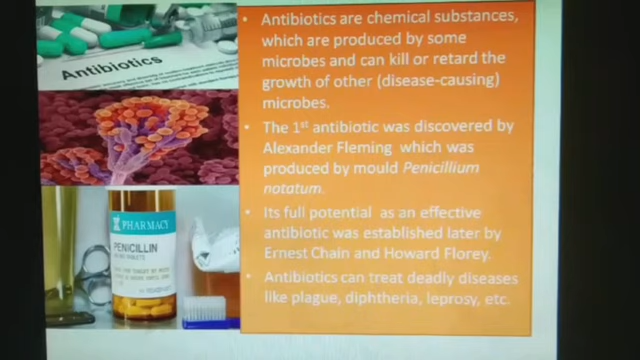 Antibiotics
PHARMACY
PENICILLIN
• Antibiotics are chemical substances,
which are produced by some
microbes and can kill or retard the
growth of other (disease-causing)
microbes.
• The 1st antibiotic was discovered by
Alexander Fleming which was
produced by mould Penicillium
notatum.
• Its full potential as an effective
antibiotic was established later by
Ernest Chain and Howard Florey.
• Antibiotics can treat deadly diseases
like plague, diphtheria, leprosy, etc.